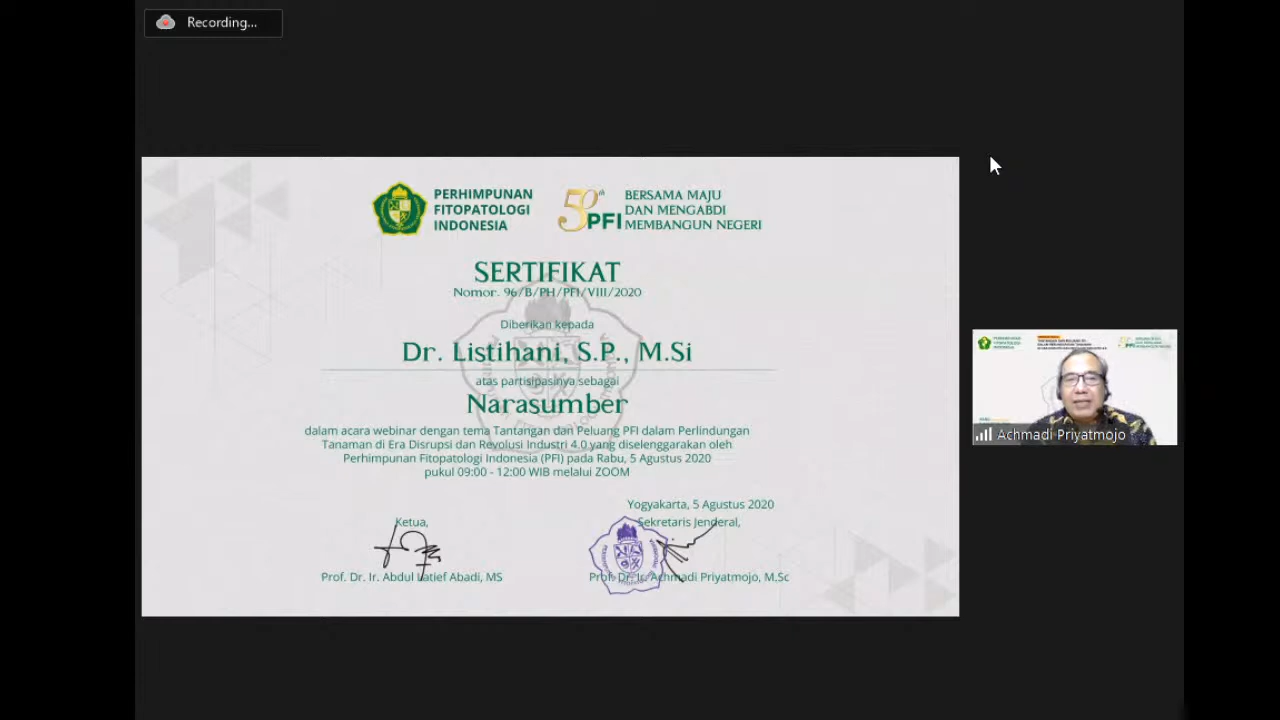 Recording...
PERHIMPUNAN
FITOPATOLOGI
INDONESIA
50th PFI
BERSAMA MAJU
DAN MENGABDI
MEMBANGUN NEGERI
SERTIFIKAT
Nomor. 96/B/PH/PFI/VIII/2020
Diberikan kepada
Dr. Listihani, S.P., M.Si
atas partisipasinya sebagai
Narasumber
dalam acara webinar dengan tema Tantangan dan Peluang PFI dalam Perlindungan
Tanaman di Era Disrupsi dan Revolusi Industri 4.0 yang diselenggarakan oleh
Perhimpunan Fitopatologi Indonesia (PFI) pada Rabu, 5 Agustus 2020
pukul 09:00 - 12:00 WIB melalui ZOOM
Yogyakarta, 5 Agustus 2020
Ketua,
Sekretaris Jenderal,
Prof. Dr. Ir. Abdul Latief Abadi, MS
Prof. Dr. Ir. Achmadi Priyatmojo, M.Sc
Achmadi Priyatmojo